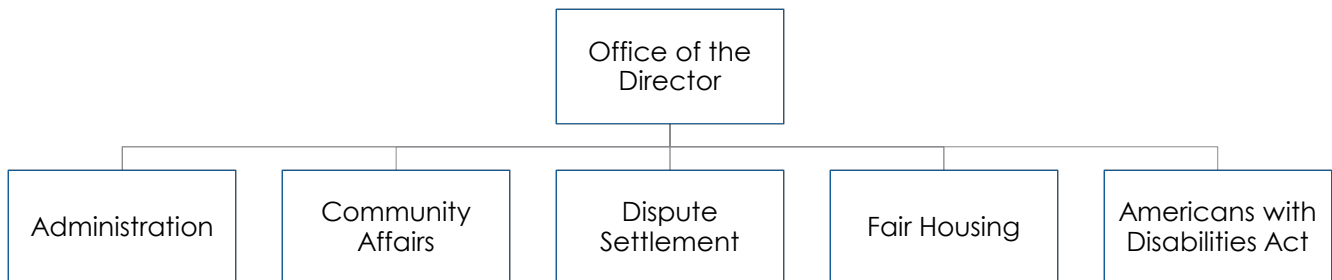 Office of the
Director
Administration
Community
Affairs
Dispute
Settlement
Fair Housing
Americans with
Disabilities Act